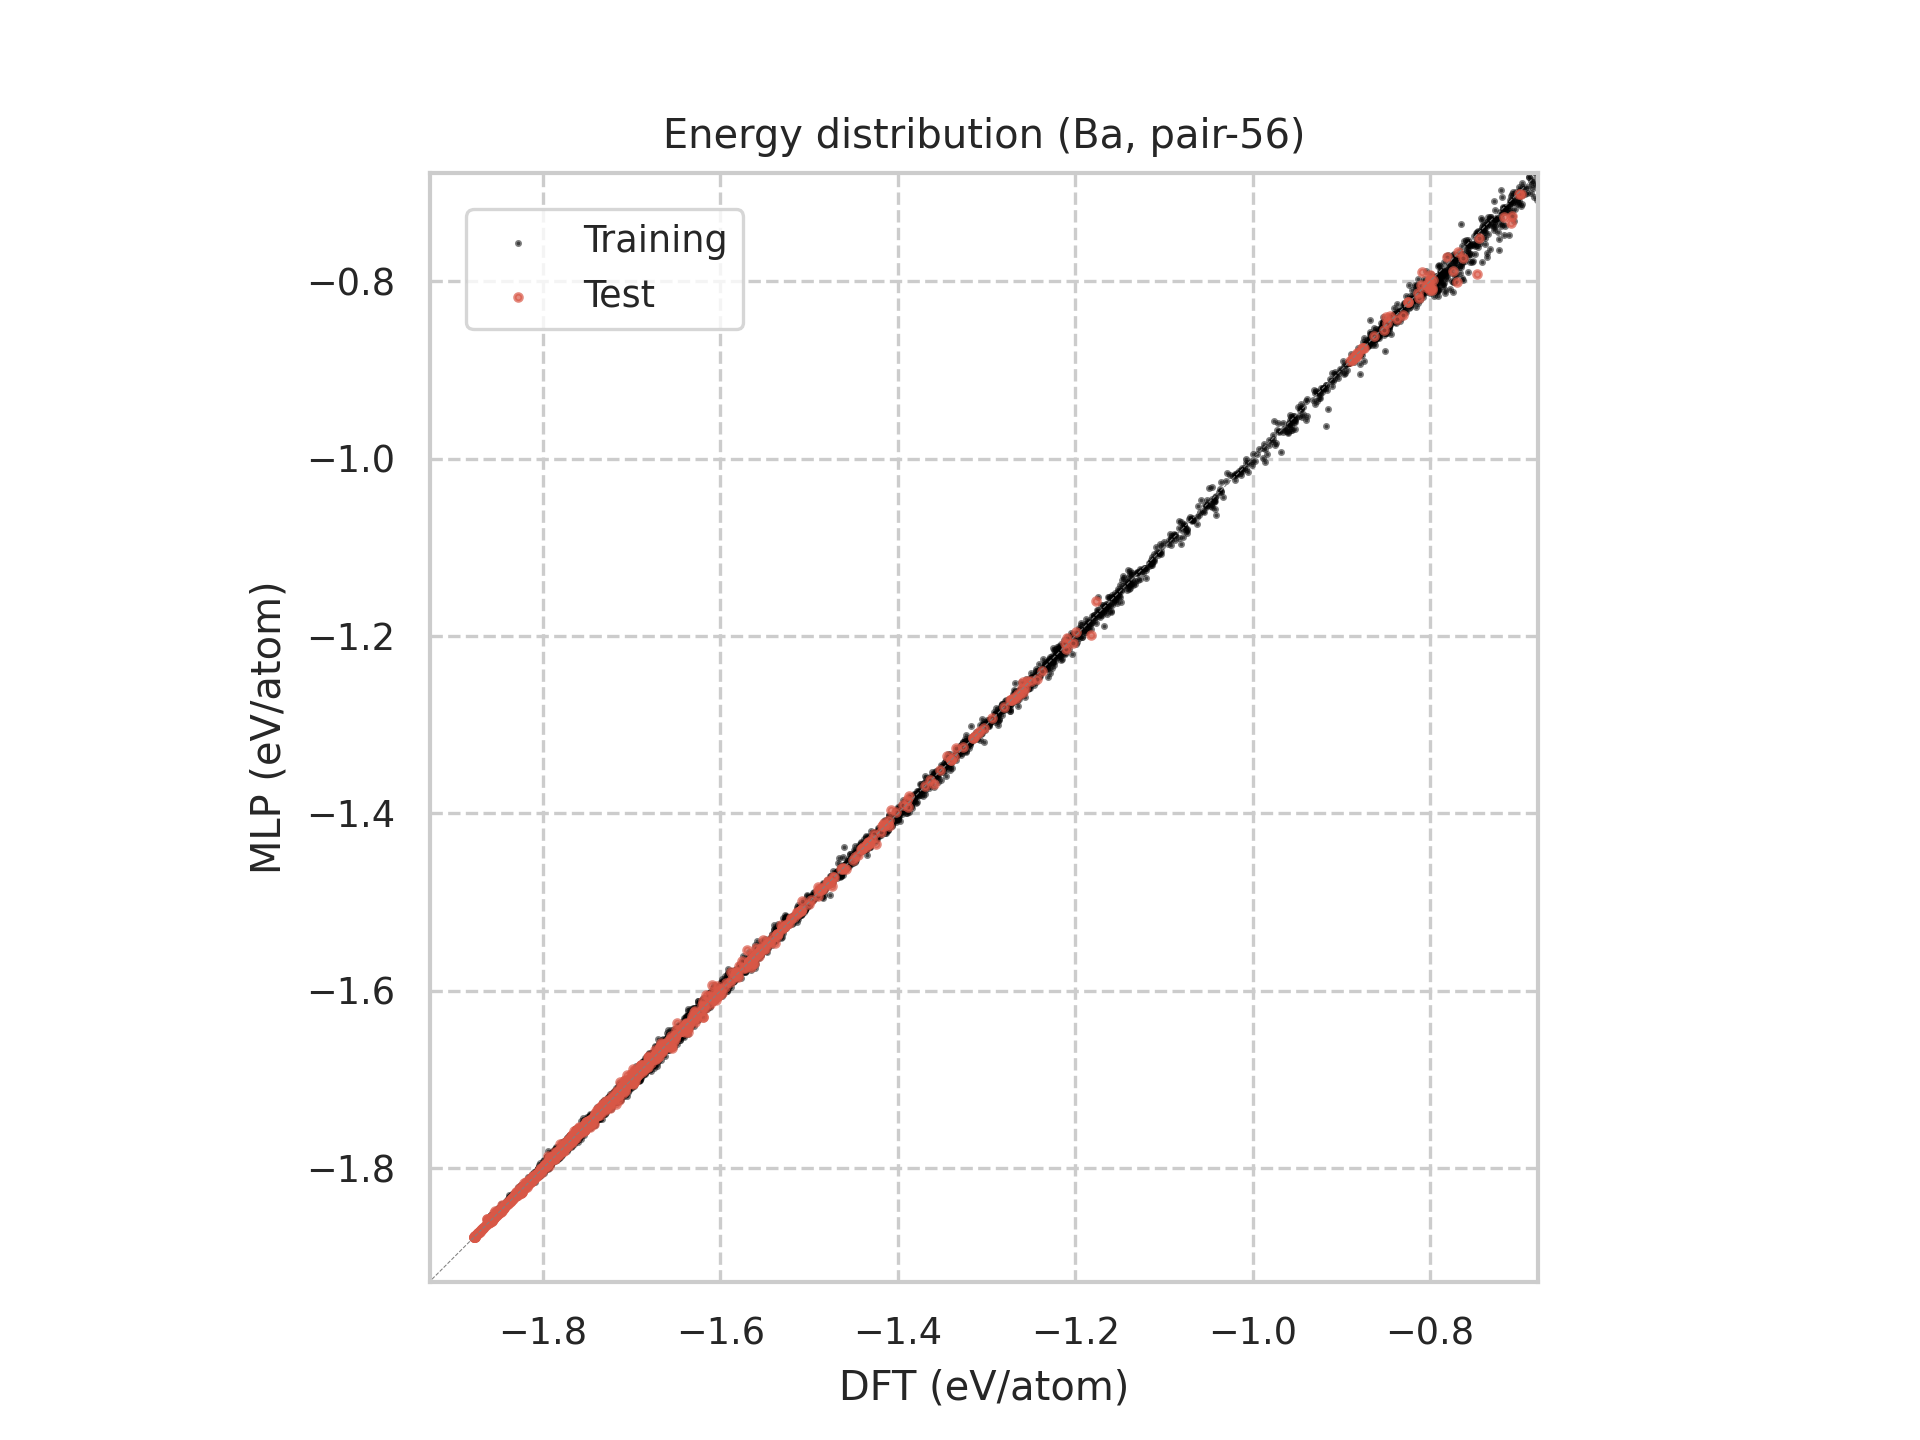 Energy distribution (Ba, pair-56)
Training
Test
−0.8
−1.0
−1.2
−1.4
−1.6
−1.8
MLP (eV/atom)
−1.8 −1.6 −1.4 −1.2 −1.0 −0.8
DFT (eV/atom)